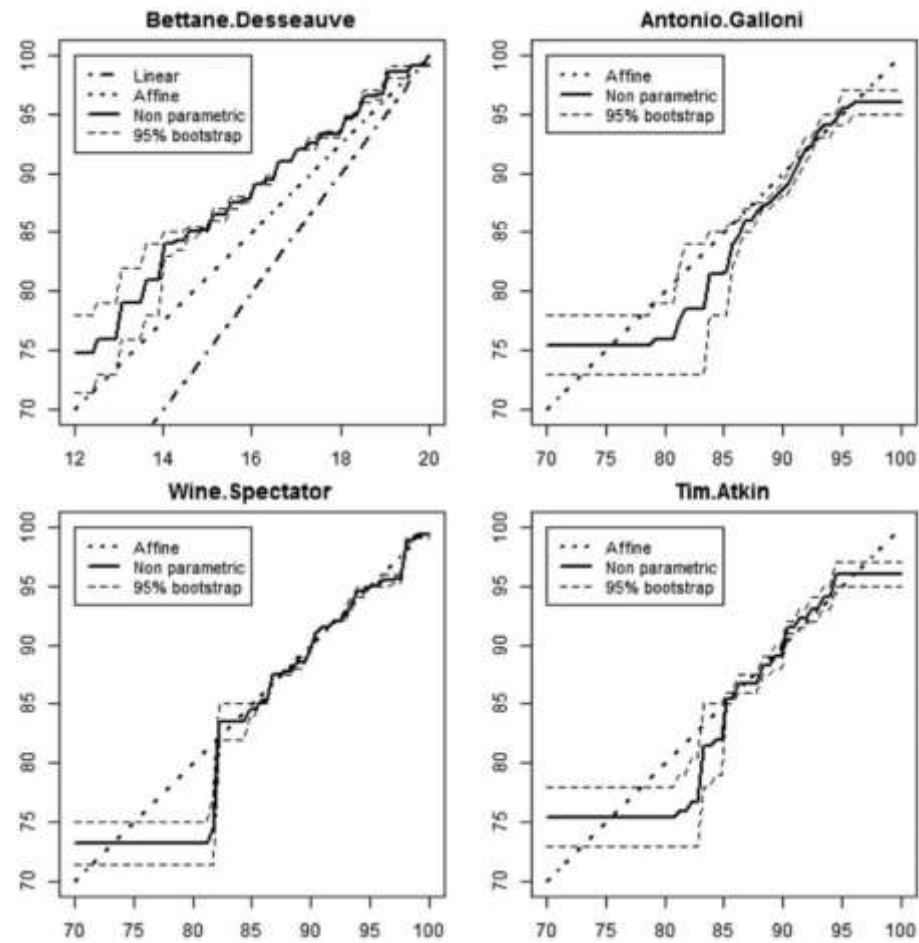 Bettane.Desseauve
Linear
Affine
Non parametric
95% bootstrap
70 75 80 85 90 95 100
12 14 16 18 20
Antonio.Galloni
Affine
Non parametric
95% bootstrap
70 75 80 85 90 95 100
70 75 80 85 90 95 100
Wine.Spectator
Affine
Non parametric
95% bootstrap
70 75 80 85 90 95 100
70 75 80 85 90 95 100
Tim.Atkin
Affine
Non parametric
95% bootstrap
70 75 80 85 90 95 100
70 75 80 85 90 95 100